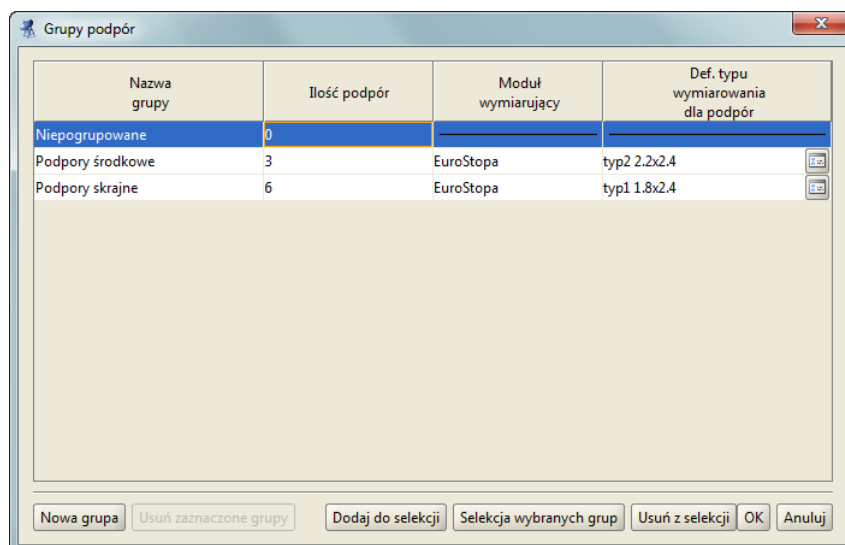 Grupy podpór
Nazwa grupy Ilość podpór Moduł wymiarujący Def. typu wymiarowania dla podpór
Niepogrupowane 0
Podpory środkowe 3 EuroStopa typ2 2.2x2.4
Podpory skrajne 6 EuroStopa typ1 1.8x2.4
Nowa grupa Usuń zaznaczone grupy Dodaj do selekcji Selekcja wybranych grup Usuń z selekcji OK Anuluj